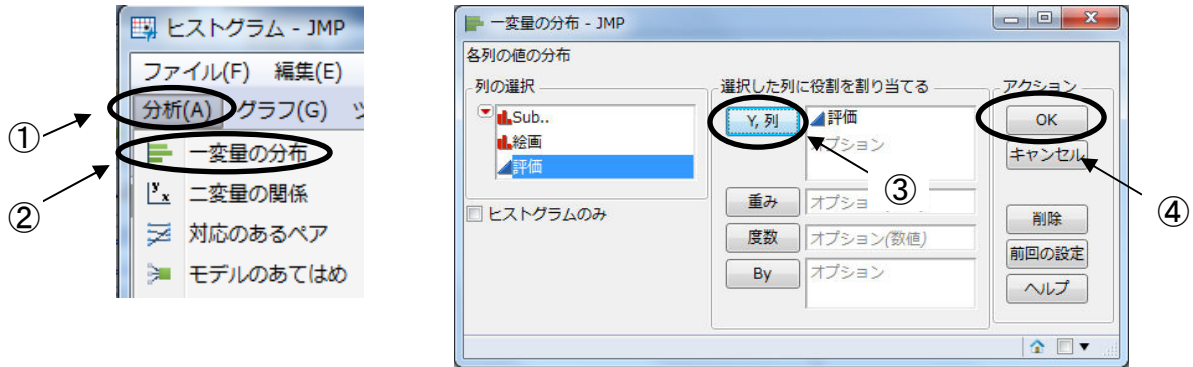 ヒストグラム - JMP
ファイル(F) 編集(E)
分析(A) グラフ(G) ツ
一変量の分布
二変量の関係
対応のあるペア
モデルのあてはめ
①
②
一変量の分布 - JMP
各列の値の分布
列の選択
Sub..
絵画
評価
ヒストグラムのみ
選択した列に役割を割り当てる
Y, 列 評価
オプション
重み オプショ
度数 オプション(数値)
By オプション
③
アクション
OK
キャンセル
削除
前回の設定
ヘルプ
④